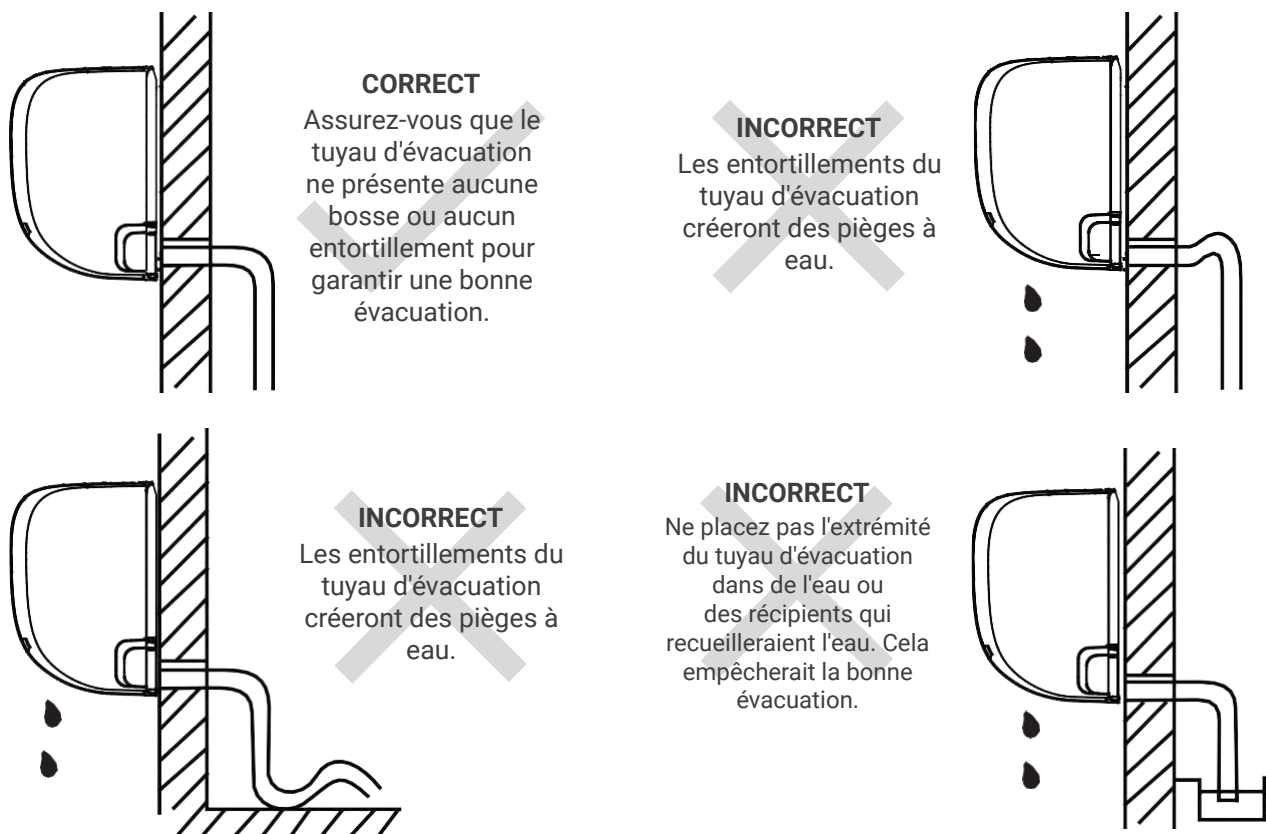 CORRECT
Assurez-vous que le
tuyau d'évacuation
ne présente aucune
bosse ou aucun
entortillement pour
garantir une bonne
évacuation.
INCORRECT
Les entortillements du
tuyau d'évacuation
créeront des pièges à
eau.
INCORRECT
Les entortillements du
tuyau d'évacuation
créeront des pièges à
eau.
INCORRECT
Ne placez pas l'extrémité
du tuyau d'évacuation
dans de l'eau ou
des récipients qui
recueilleraient l'eau. Cela
empécherait la bonne
évacuation.